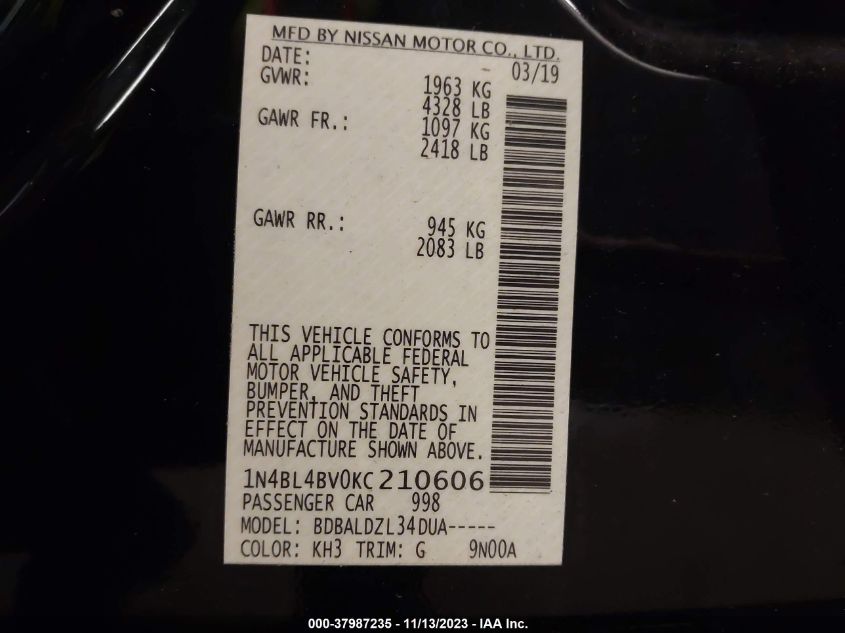 MFD BY NISSAN MOTOR CO., LTD.
DATE: 03/19
GVWR: 1963 KG
4328 LB
GAWR FR.: 1097 KG
2418 LB
GAWR RR.: 945 KG
2083 LB
THIS VEHICLE CONFORMS TO
ALL APPLICABLE FEDERAL
MOTOR VEHICLE SAFETY,
BUMPER, AND THEFT
PREVENTION STANDARDS IN
EFFECT ON THE DATE OF
MANUFACTURE SHOWN ABOVE.
1N4BL4BV0KC210606
PASSENGER CAR 998
MODEL: BDBALDZL34DUA-----
COLOR: KH3 TRIM: G 9N00A
000-37987235 - 11/13/2023 - IAA Inc.